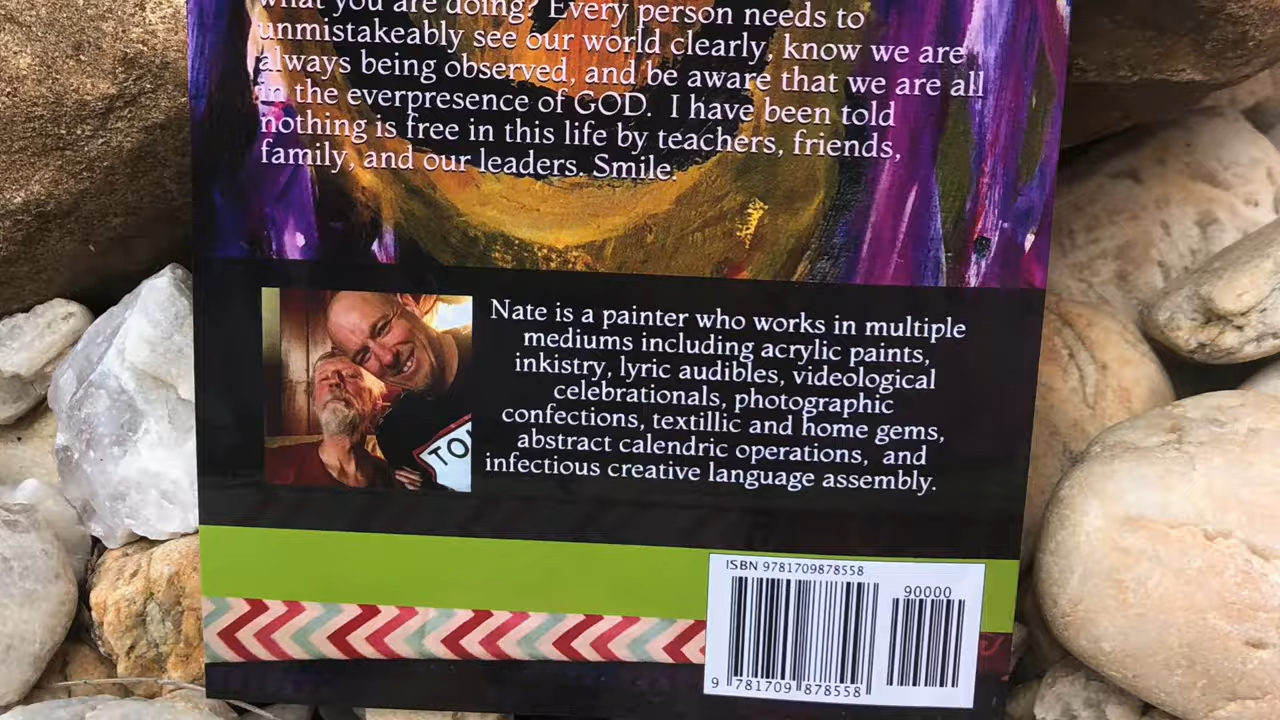 what you are doing? Every person needs to
unmistakeably see our world clearly, know we are
always being observed, and be aware that we are all
in the everpresence of GOD. I have been told
nothing is free in this life by teachers, friends,
family, and our leaders. Smile.
Nate is a painter who works in multiple
mediums including acrylic paints,
inkistry, lyric audibles, videological
celebrationals, photographic
confections, textillic and home gems,
abstract calendric operations, and
infectious creative language assembly.
TO
ISBN 9781709878558
90000
9 781709 878558